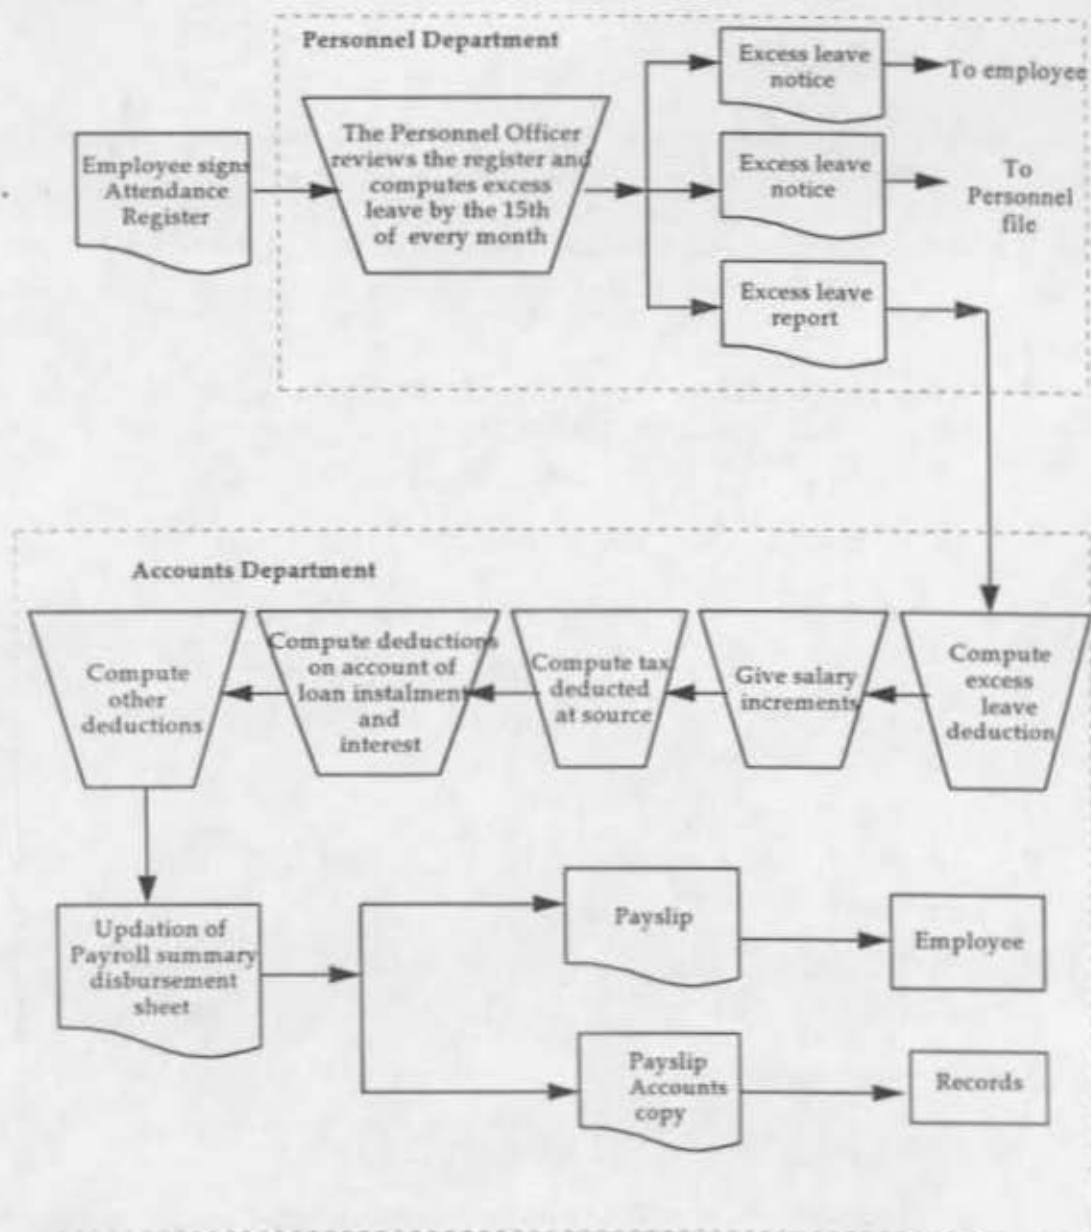 Personnel Department
Employee signs
Attendance
Register
The Personnel Officer
reviews the register and
computes excess
leave by the 15th
of every month
Excess leave
notice
To employee
Excess leave
notice
To
Personnel
file
Excess leave
report
Accounts Department
Compute
excess
leave
deduction
Give salary
increments
Compute tax
deducted
at source
Compute deductions
on account of
loan instalment
and
interest
Compute
other
deductions
Updation of
Payroll summary
disbursement
sheet
Payslip
Employee
Payslip
Accounts
copy
Records